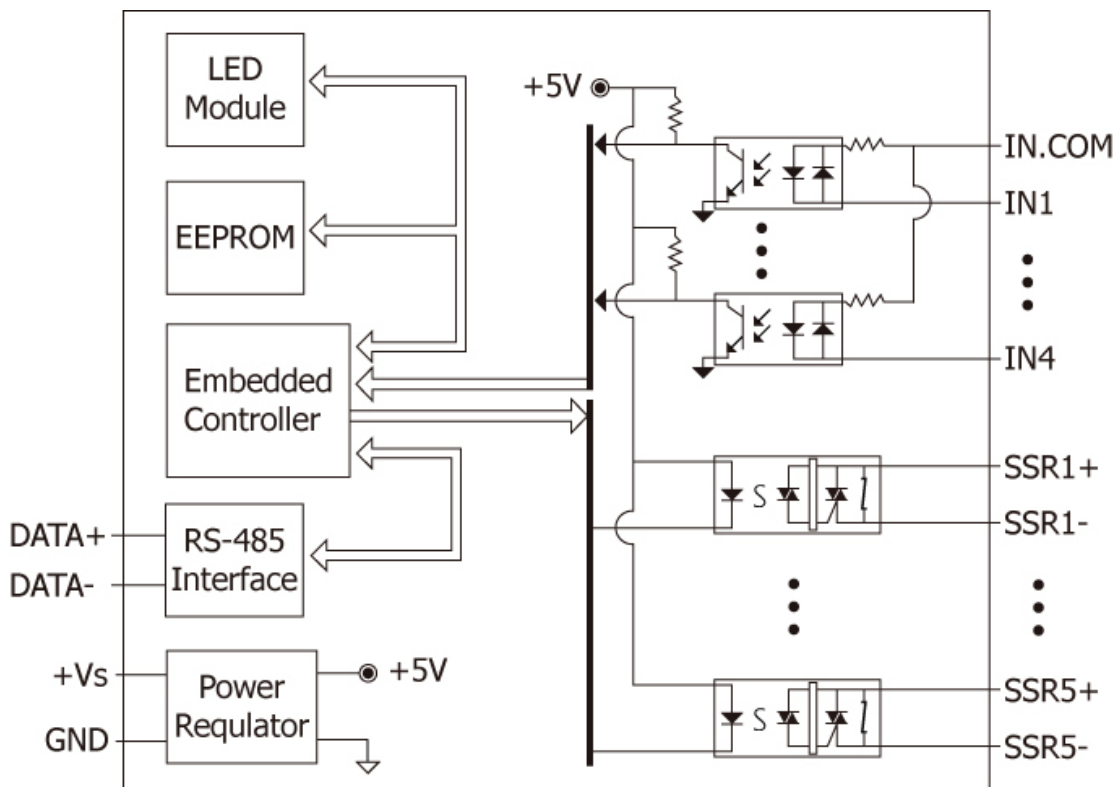 LED
Module
EEPROM
Embedded
Controller
RS-485
Interface
DATA+
DATA-
+Vs
GND
Power
Requlator
+5V
+5V
IN.COM
IN1
IN4
S
SSR1+
SSR1-
S
SSR5+
SSR5-